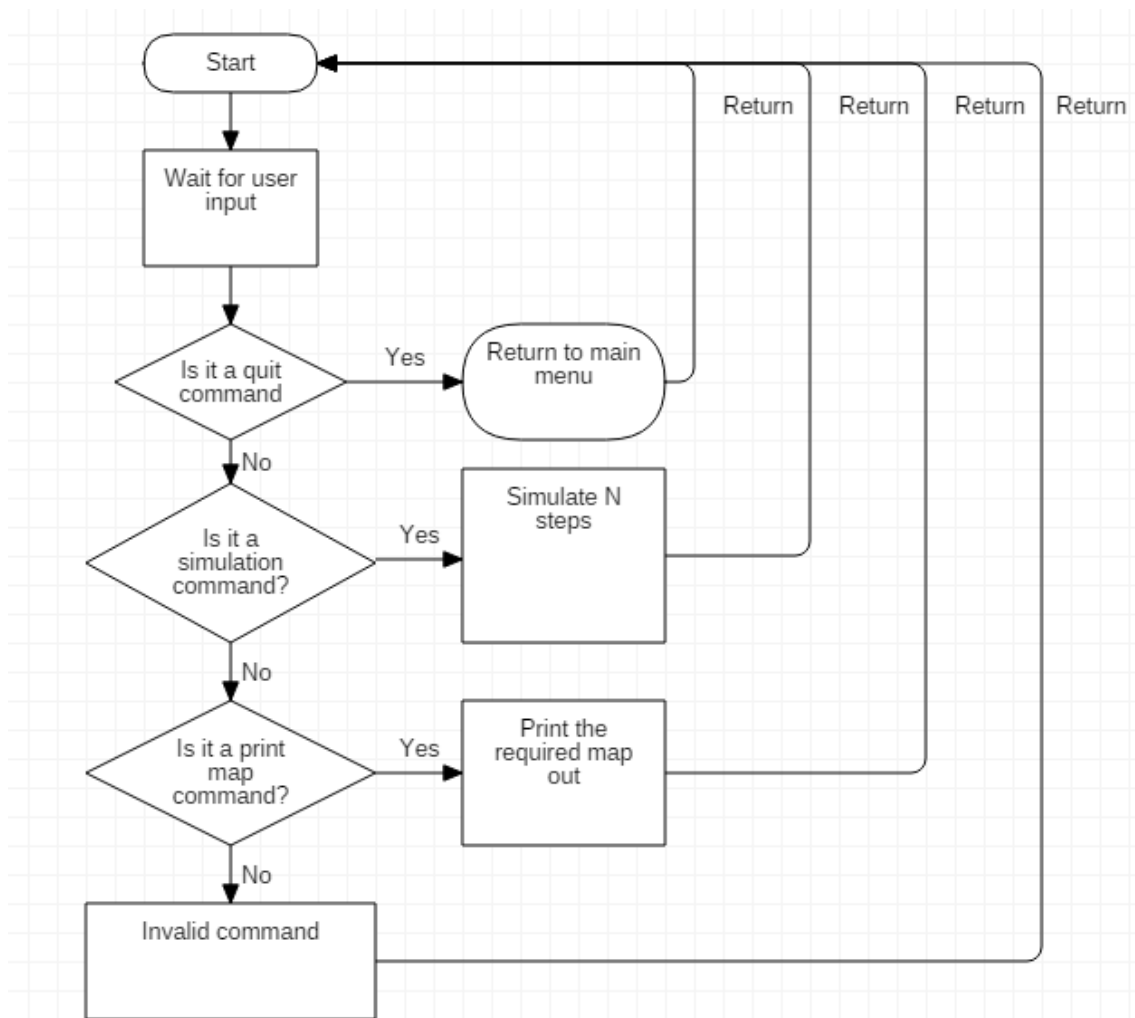 Start
Return
Return
Return
Return
Wait for user
input
Is it a quit
command
Yes
Return to main
menu
No
Is it a
simulation
command?
Yes
Simulate N
steps
No
Is it a print
map
command?
Yes
Print the
required map
out
No
Invalid command